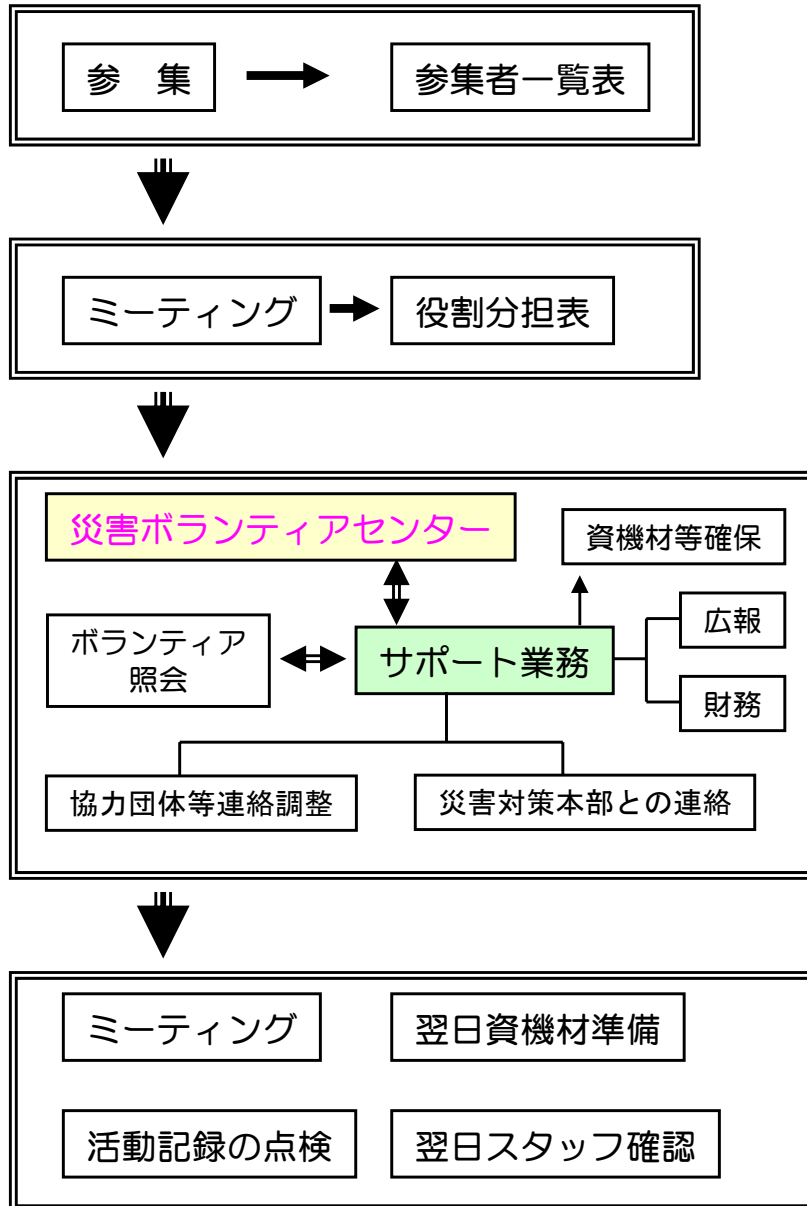 参　集
参集者一覧表
ミーティング
役割分担表
災害ボランティアセンター
資機材等確保
広報
ボランティア
照会
サポート業務
財務
協力団体等連絡調整
災害対策本部との連絡
ミーティング
翌日資機材準備
活動記録の点検
翌日スタッフ確認